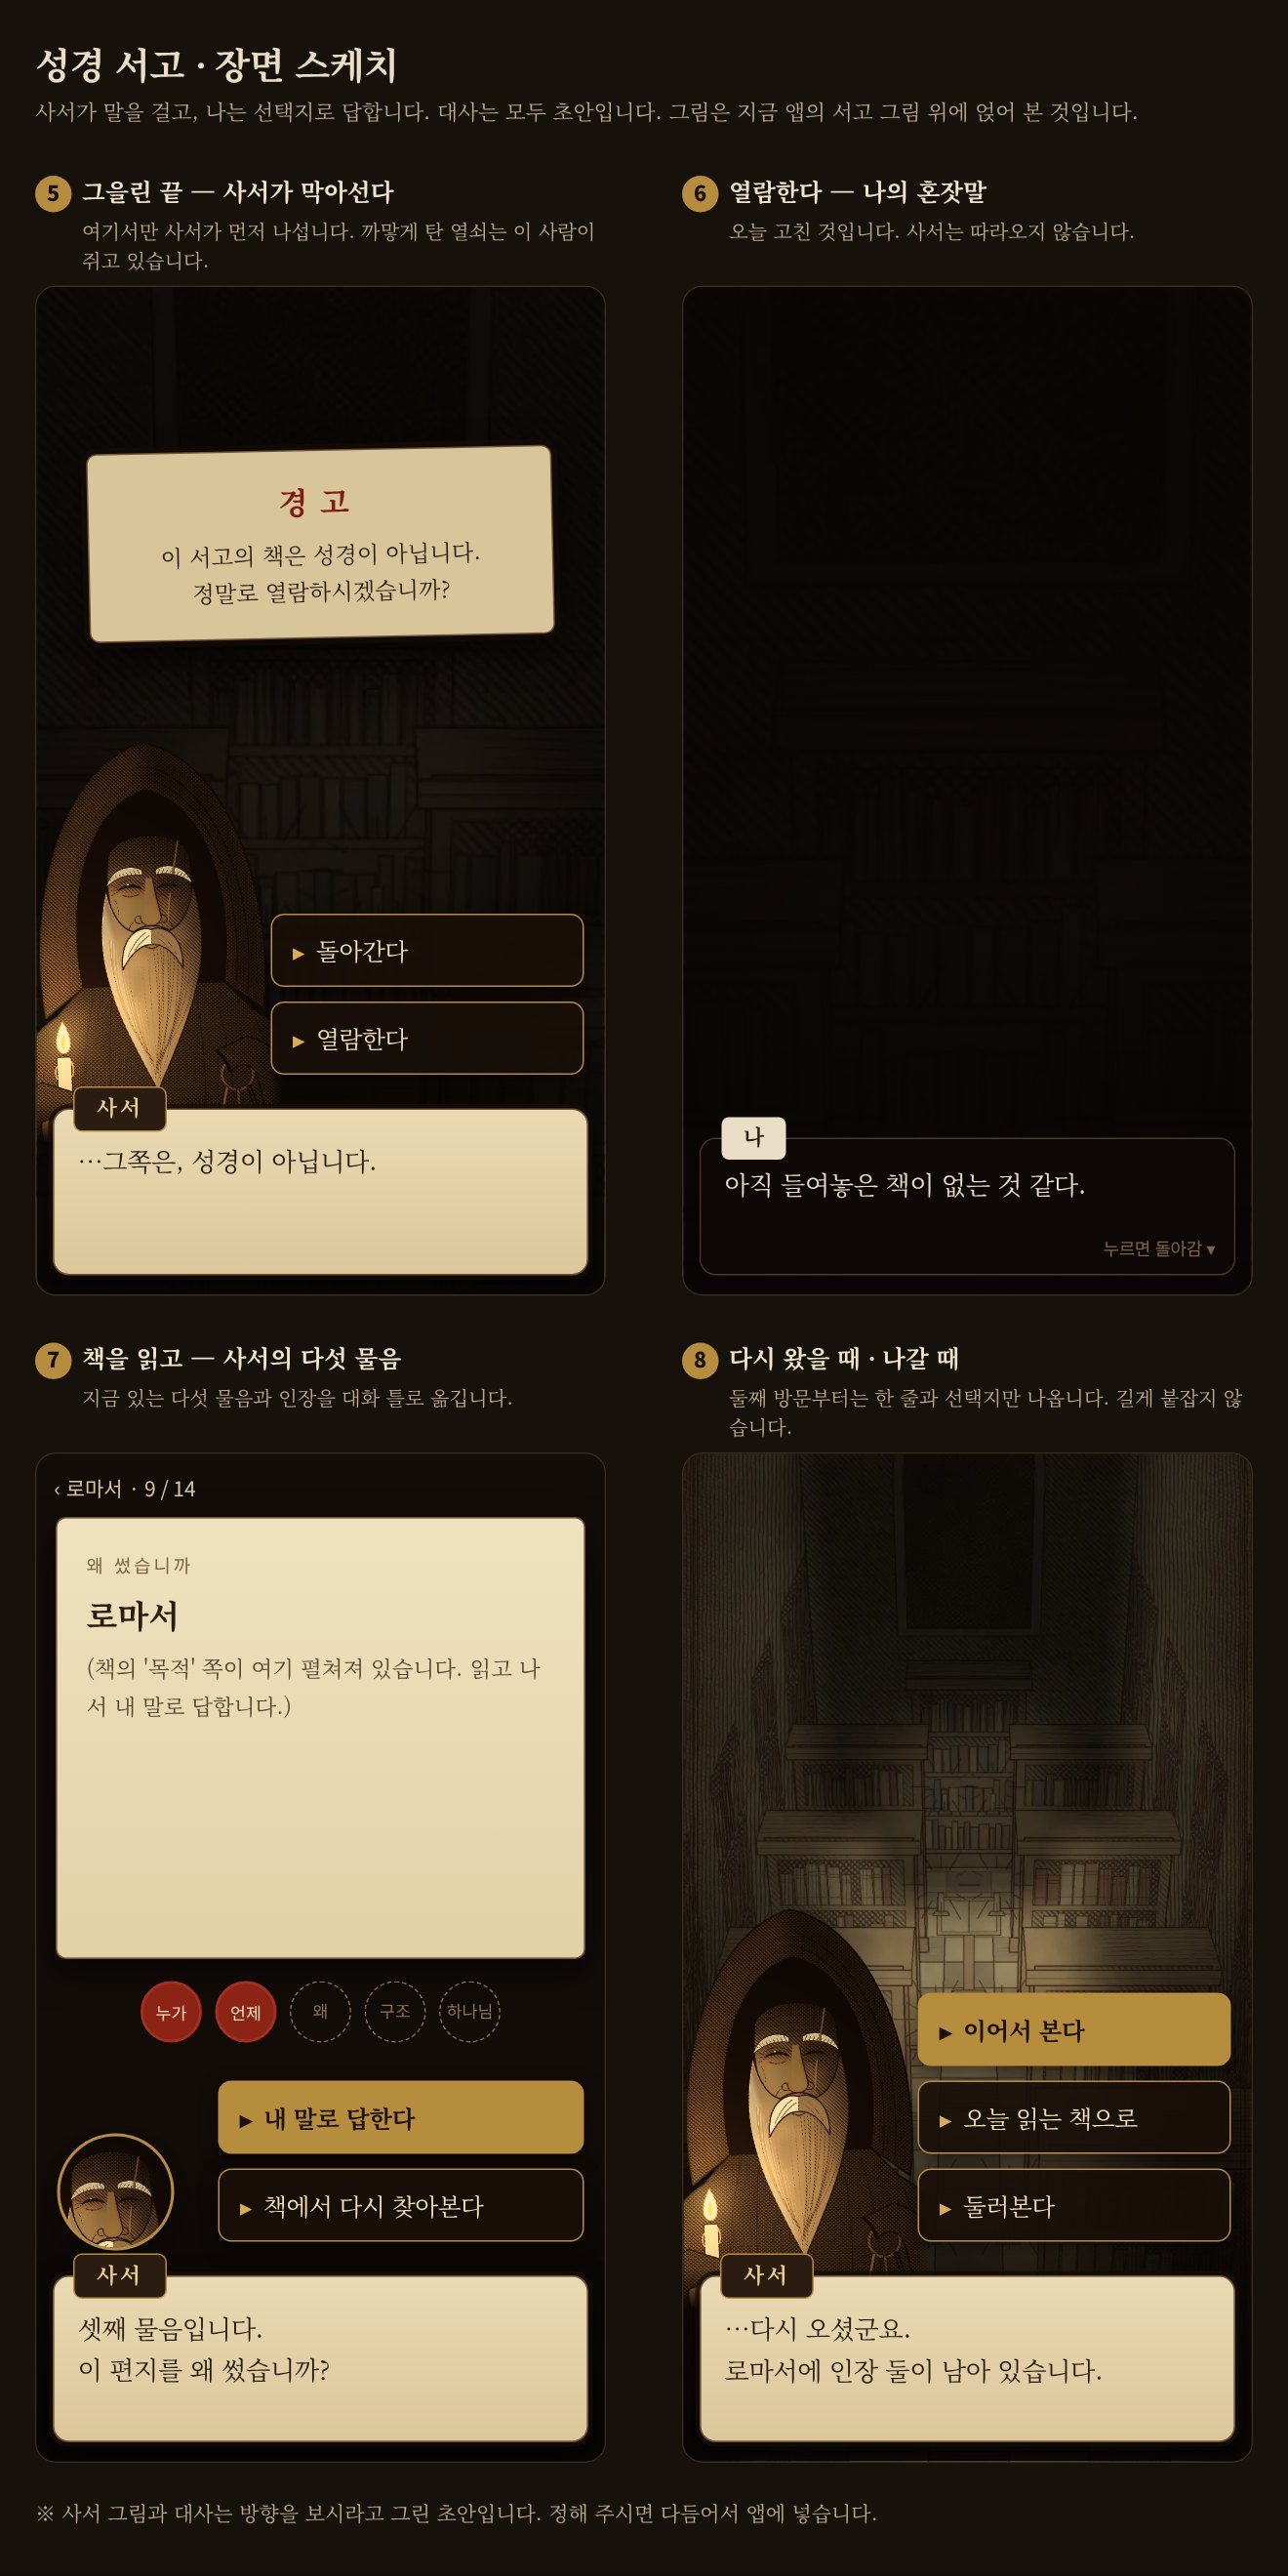 성경 서고 · 장면 스케치
사서가 말을 걸고, 나는 선택지로 답합니다. 대사는 모두 초안입니다. 그림은 지금 앱의 서고 그림 위에 얹어 본 것입니다.
5 그을린 끝 — 사서가 막아선다
여기서만 사서가 먼저 나섭니다. 까맣게 탄 열쇠는 이 사람이
쥐고 있습니다.
경 고
이 서고의 책은 성경이 아닙니다.
정말로 열람하시겠습니까?
▸ 돌아간다
▸ 열람한다
사서
…그쪽은, 성경이 아닙니다.
6 열람한다 — 나의 혼잣말
오늘 고친 것입니다. 사서는 따라오지 않습니다.
나
아직 들여놓은 책이 없는 것 같다.
누르면 돌아감 ▾
7 책을 읽고 — 사서의 다섯 물음
지금 있는 다섯 물음과 인장을 대화 틀로 옮깁니다.
‹ 로마서 · 9 / 14
왜 썼습니까
로마서
(책의 '목적' 쪽이 여기 펼쳐져 있습니다. 읽고 나
서 내 말로 답합니다.)
누가 언제 왜 구조 하나님
▸ 내 말로 답한다
▸ 책에서 다시 찾아본다
사서
셋째 물음입니다.
이 편지를 왜 썼습니까?
8 다시 왔을 때 · 나갈 때
둘째 방문부터는 한 줄과 선택지만 나옵니다. 길게 붙잡지 않
습니다.
▸ 이어서 본다
▸ 오늘 읽는 책으로
▸ 둘러본다
사서
…다시 오셨군요.
로마서에 인장 둘이 남아 있습니다.
※ 사서 그림과 대사는 방향을 보시라고 그린 초안입니다. 정해 주시면 다듬어서 앱에 넣습니다.